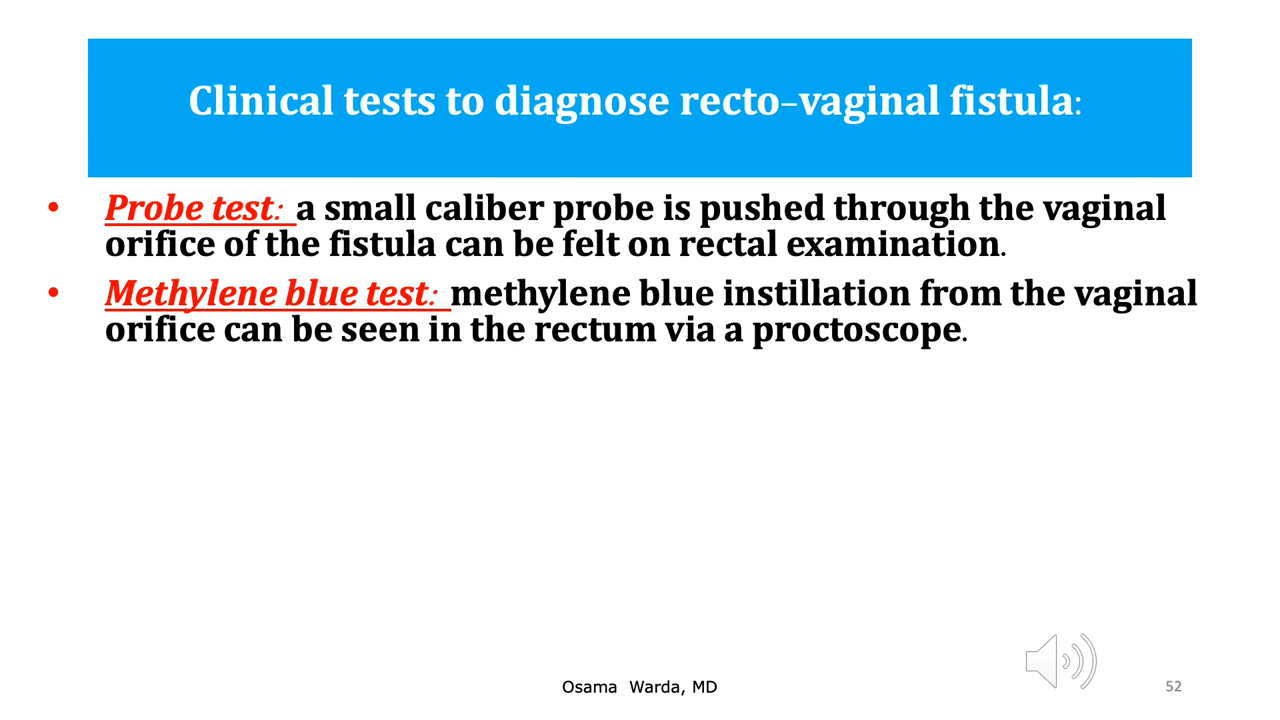 Clinical tests to diagnose recto–vaginal fistula:
• Probe test: a small caliber probe is pushed through the vaginal
orifice of the fistula can be felt on rectal examination.
• Methylene blue test: methylene blue instillation from the vaginal
orifice can be seen in the rectum via a proctoscope.
Osama Warda, MD
52